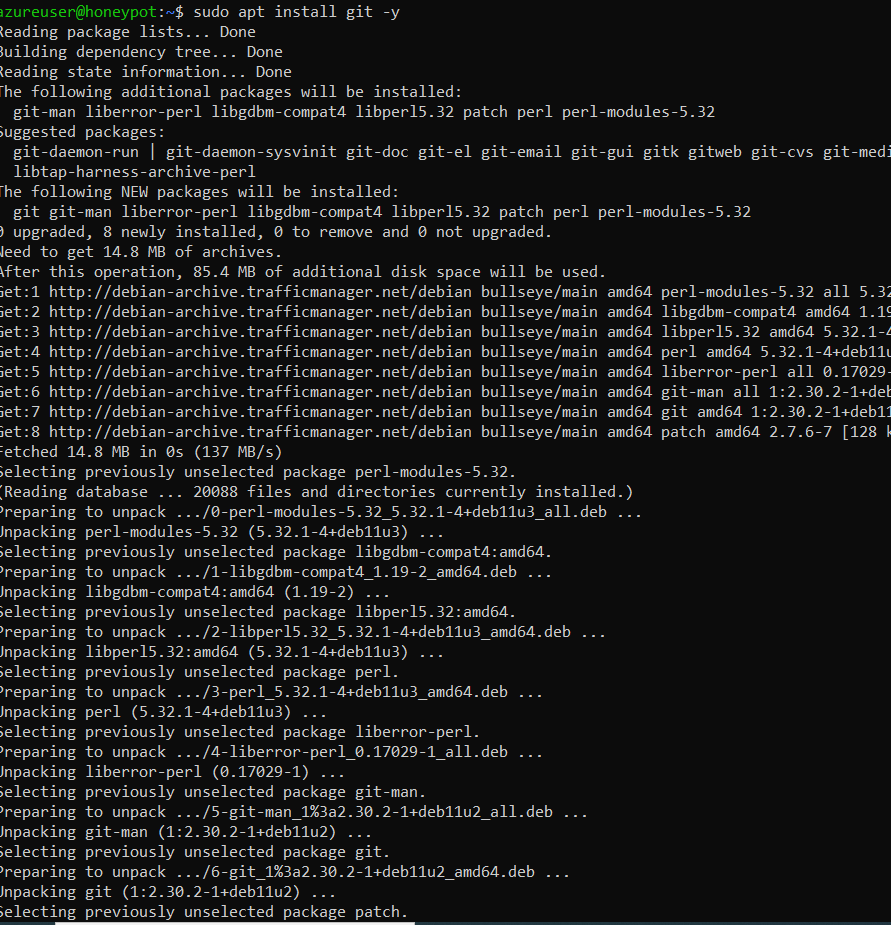 azureuser@honeypot:~$ sudo apt install git -y
Reading package lists... Done
Building dependency tree... Done
Reading state information... Done
The following additional packages will be installed:
  git-man liberror-perl libgdbm-compat4 libperl5.32 patch perl perl-modules-5.32
Suggested packages:
  git-daemon-run | git-daemon-sysvinit git-doc git-el git-email git-gui gitk gitweb git-cvs git-medi
  libtap-harness-archive-perl
The following NEW packages will be installed:
  git git-man liberror-perl libgdbm-compat4 libperl5.32 patch perl perl-modules-5.32
0 upgraded, 8 newly installed, 0 to remove and 0 not upgraded.
Need to get 14.8 MB of archives.
After this operation, 85.4 MB of additional disk space will be used.
Get:1 http://debian-archive.trafficmanager.net/debian bullseye/main amd64 perl-modules-5.32 all 5.32
Get:2 http://debian-archive.trafficmanager.net/debian bullseye/main amd64 libgdbm-compat4 amd64 1.19
Get:3 http://debian-archive.trafficmanager.net/debian bullseye/main amd64 libperl5.32 amd64 5.32.1-4
Get:4 http://debian-archive.trafficmanager.net/debian bullseye/main amd64 perl amd64 5.32.1-4+deb11u
Get:5 http://debian-archive.trafficmanager.net/debian bullseye/main amd64 liberror-perl all 0.17029-
Get:6 http://debian-archive.trafficmanager.net/debian bullseye/main amd64 git-man all 1:2.30.2-1+deb
Get:7 http://debian-archive.trafficmanager.net/debian bullseye/main amd64 git amd64 1:2.30.2-1+deb11
Get:8 http://debian-archive.trafficmanager.net/debian bullseye/main amd64 patch amd64 2.7.6-7 [128 k
Fetched 14.8 MB in 0s (137 MB/s)
Selecting previously unselected package perl-modules-5.32.
(Reading database ... 20088 files and directories currently installed.)
Preparing to unpack .../0-perl-modules-5.32_5.32.1-4+deb11u3_all.deb ...
Unpacking perl-modules-5.32 (5.32.1-4+deb11u3) ...
Selecting previously unselected package libgdbm-compat4:amd64.
Preparing to unpack .../1-libgdbm-compat4_1.19-2_amd64.deb ...
Unpacking libgdbm-compat4:amd64 (1.19-2) ...
Selecting previously unselected package libperl5.32:amd64.
Preparing to unpack .../2-libperl5.32_5.32.1-4+deb11u3_amd64.deb ...
Unpacking libperl5.32:amd64 (5.32.1-4+deb11u3) ...
Selecting previously unselected package perl.
Preparing to unpack .../3-perl_5.32.1-4+deb11u3_amd64.deb ...
Unpacking perl (5.32.1-4+deb11u3) ...
Selecting previously unselected package liberror-perl.
Preparing to unpack .../4-liberror-perl_0.17029-1_all.deb ...
Unpacking liberror-perl (0.17029-1) ...
Selecting previously unselected package git-man.
Preparing to unpack .../5-git-man_1%3a2.30.2-1+deb11u2_all.deb ...
Unpacking git-man (1:2.30.2-1+deb11u2) ...
Selecting previously unselected package git.
Preparing to unpack .../6-git_1%3a2.30.2-1+deb11u2_amd64.deb ...
Unpacking git (1:2.30.2-1+deb11u2) ...
Selecting previously unselected package patch.